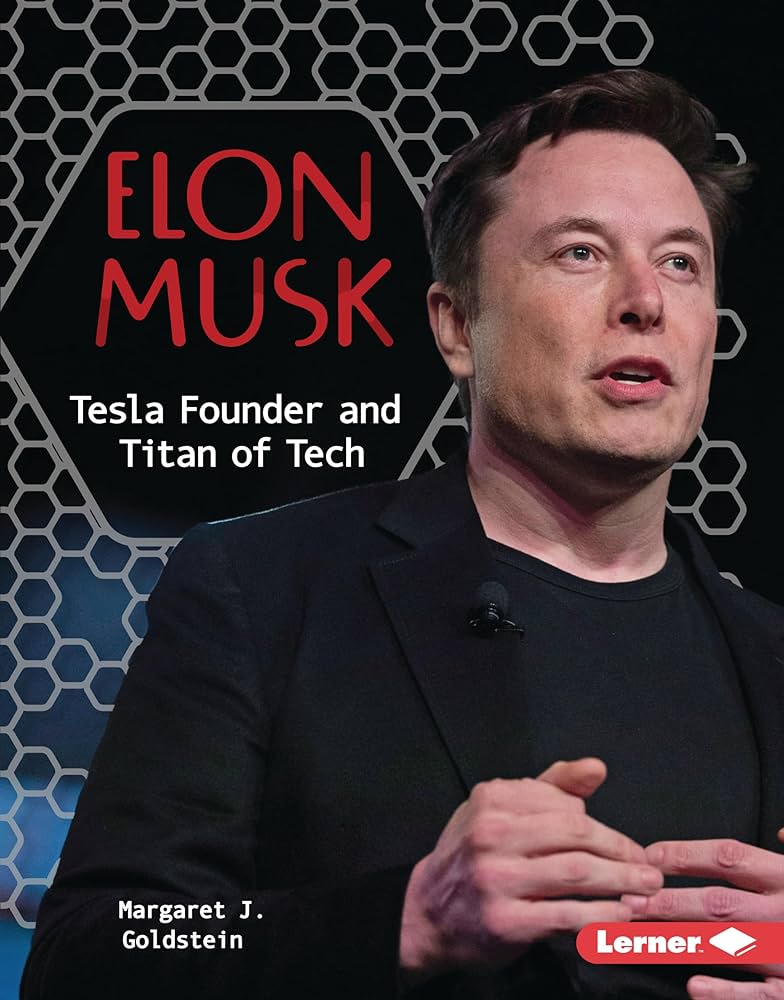 ELON
MUSK
Tesla Founder and
Titan of Tech
Margaret J.
Goldstein
Lerner